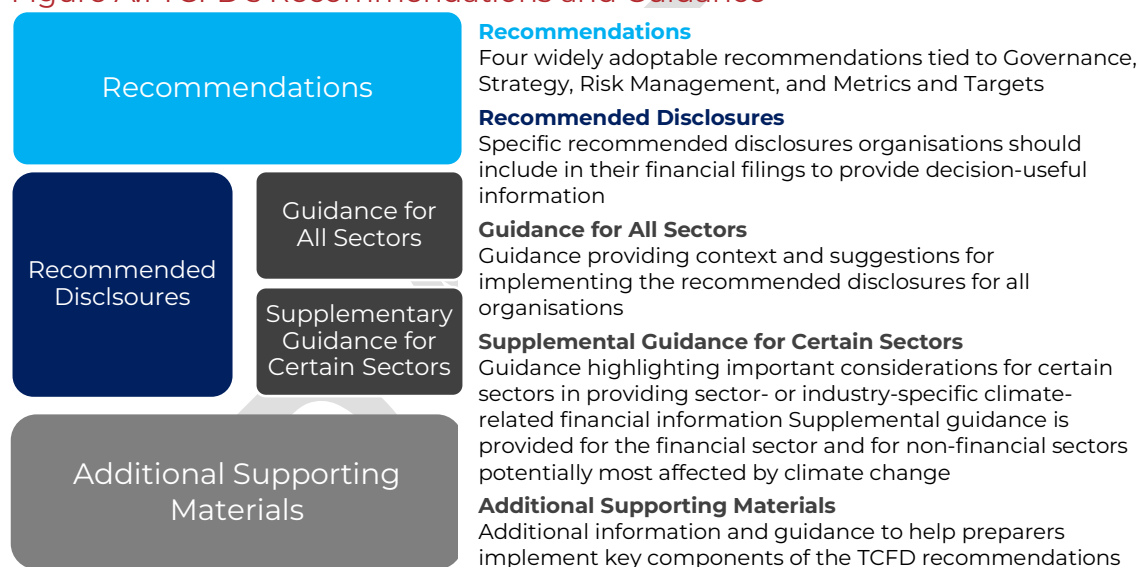 Figure A1: TCFD's Recommendations and Guidance
Recommendations
Recommended
Disclsoures
Guidance for
All Sectors
Supplementary
Guidance for
Certain Sectors
Additional Supporting
Materials
Recommendations
Four widely adoptable recommendations tied to Governance,
Strategy, Risk Management, and Metrics and Targets
Recommended Disclosures
Specific recommended disclosures organisations should
include in their financial filings to provide decision-useful
information
Guidance for All Sectors
Guidance providing context and suggestions for
implementing the recommended disclosures for all
organisations
Supplemental Guidance for Certain Sectors
Guidance highlighting important considerations for certain
sectors in providing sector- or industry-specific climate-
related financial information Supplemental guidance is
provided for the financial sector and for non-financial sectors
potentially most affected by climate change
Additional Supporting Materials
Additional information and guidance to help preparers
implement key components of the TCFD recommendations